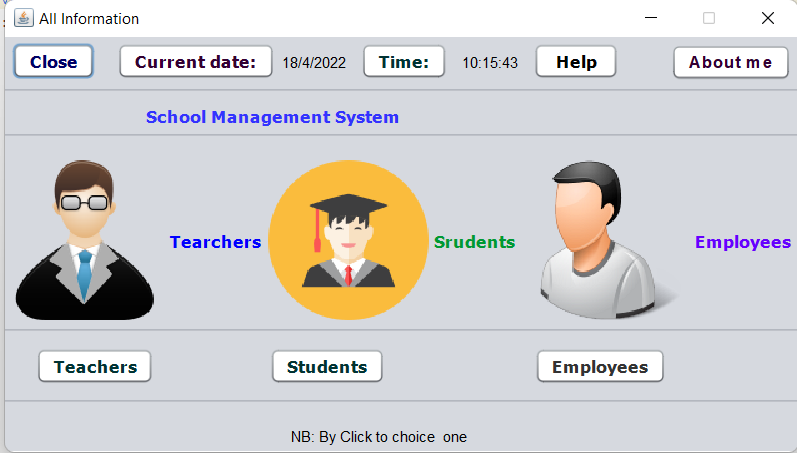 All Information
Close Current date: 18/4/2022 Time: 10:15:43 Help About me
School Management System
Tearchers Srudents Employees
Teachers Students Employees
NB: By Click to choice one